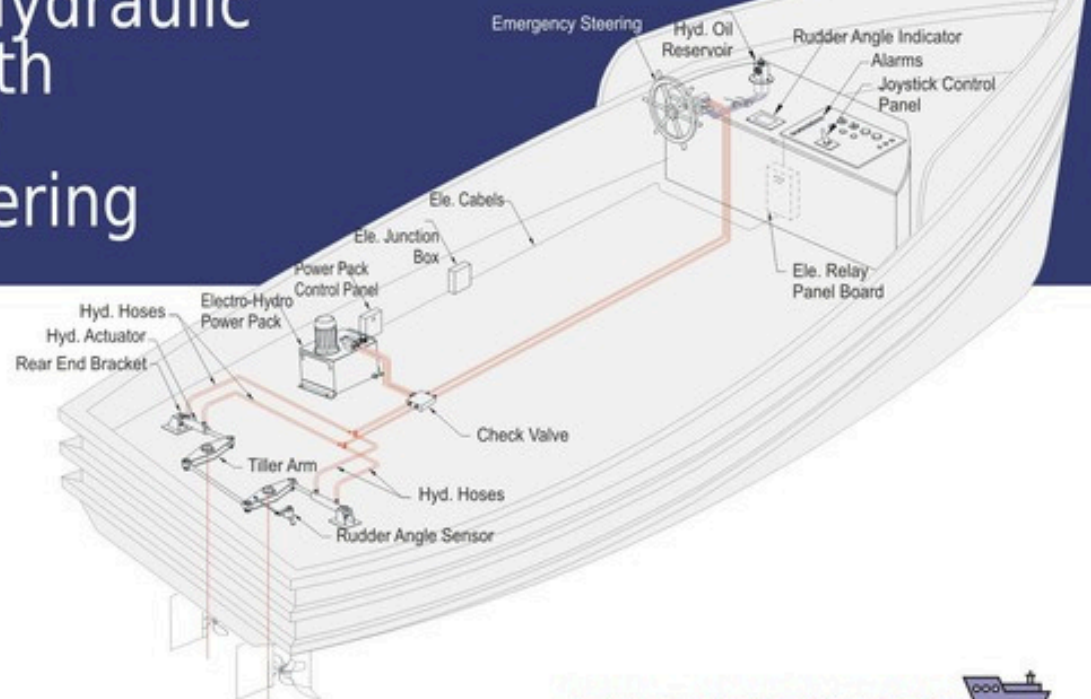 ydraulic
th
ering
Emergency Steering
Hyd. Oil
Reservoir
Rudder Angle Indicator
Alarms
Joystick Control
Panel
Ele. Cabels
Ele. Junction
Box
Power Pack
Control Panel
Electro-Hydro
Power Pack
Hyd. Hoses
Hyd. Actuator
Rear End Bracket
Ele. Relay
Panel Board
Check Valve
Tiller Arm
Hyd. Hoses
Rudder Angle Sensor